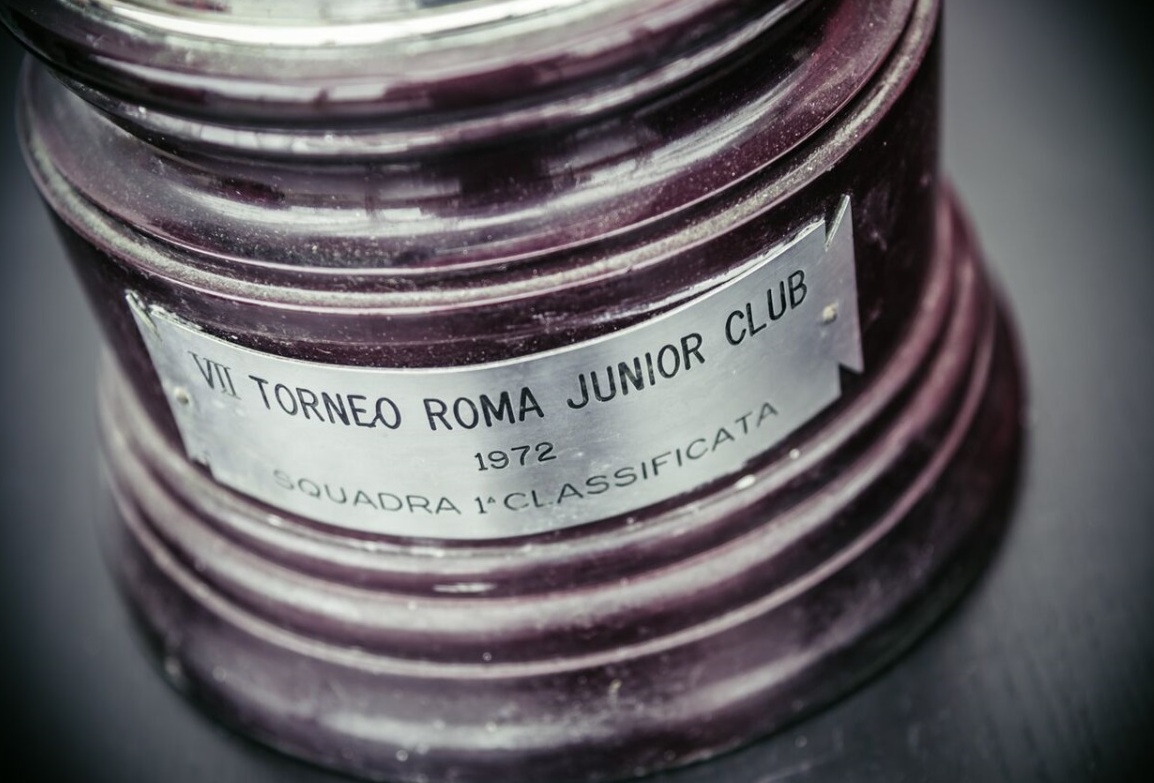 VII TORNEO ROMA JUNIOR CLUB
1972
SQUADRA 1ª CLASSIFICATA